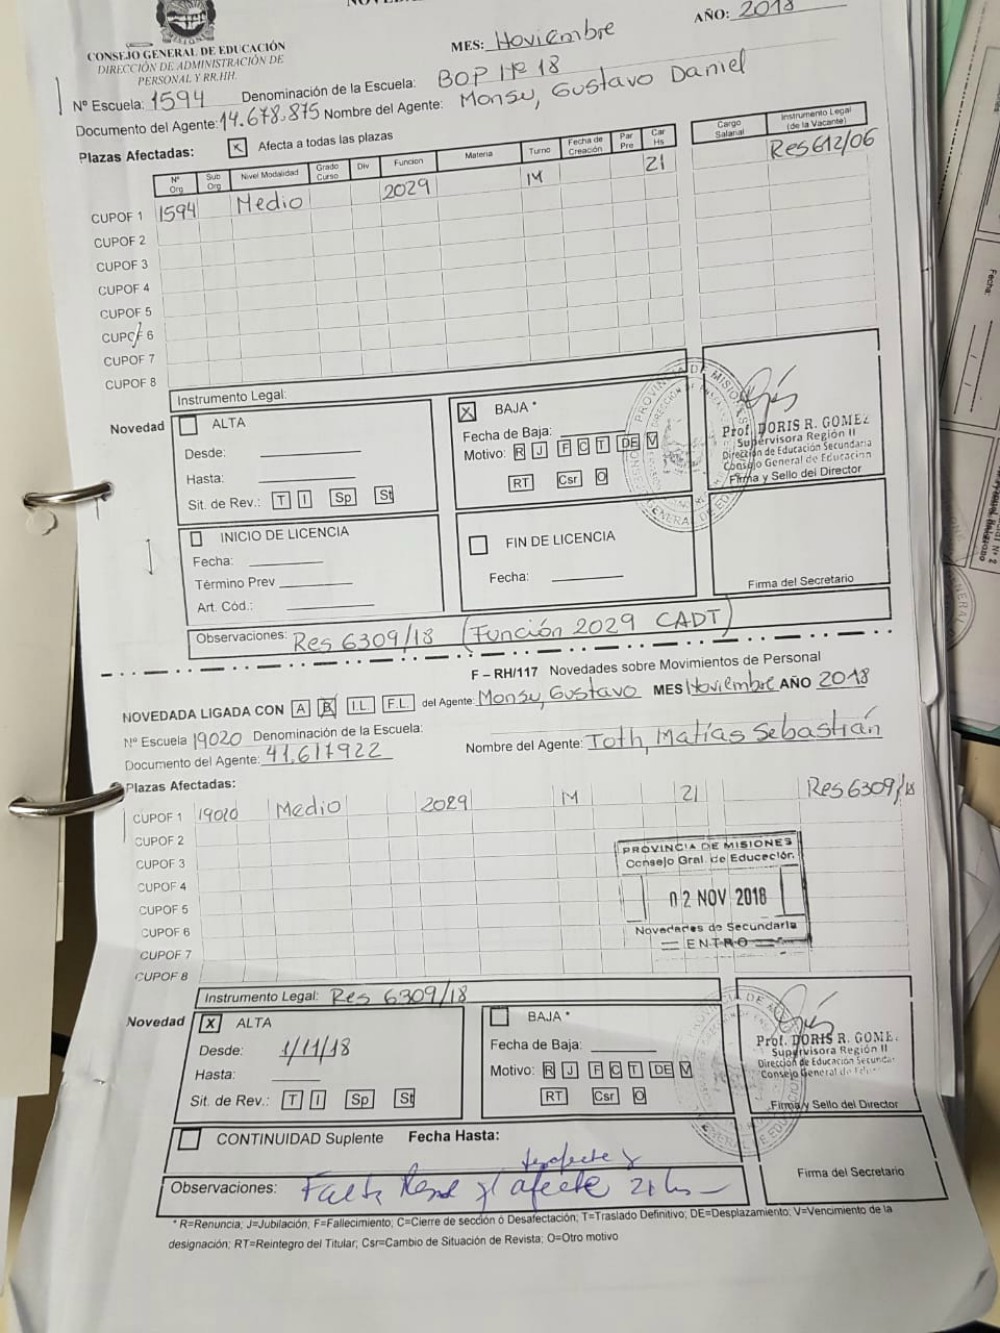 CONSEJO GENERAL DE EDUCACIÓN
DIRECCIÓN DE ADMINISTRACIÓN DE
PERSONAL Y RR.HH.
MES: Noviembre
AÑO: 2018
Nº Escuela: 1594 Denominación de la Escuela: BOP Nº 18
Documento del Agente: 14.678.875 Nombre del Agente: Monsu, Gustavo Daniel
Plazas Afectadas: X Afecta a todas las plazas
Nº Org Sub Org Nivel Modalidad Grado Curso Div Funcion Materia Turno Fecha de Creación Par Pre Car Hs Cargo Salarial Instrumento Legal (de la Vacante)
CUPOF 1 1594 Medio 2029 M 21 Res 612/06
CUPOF 2
CUPOF 3
CUPOF 4
CUPOF 5
CUPOF 6
CUPOF 7
CUPOF 8
Instrumento Legal:
Novedad ALTA
Desde:
Hasta:
Sit. de Rev.: T I Sp St
X BAJA *
Fecha de Baja:
Motivo: R J F C T DE V
RT Csr O
Prof. DORIS R. GOMEZ
Supervisora Región II
Dirección de Educación Secundaria
Consejo General de Educación
Firma y Sello del Director
INICIO DE LICENCIA
Fecha:
Término Prev
Art. Cód.:
FIN DE LICENCIA
Fecha:
Firma del Secretario
Observaciones: Res 6309/18 (Función 2029 CADT)
F – RH/117 Novedades sobre Movimientos de Personal
NOVEDADA LIGADA CON A B I.L. F.L. del Agente: Monsu, Gustavo MES Noviembre AÑO 2018
Nº Escuela 19020 Denominación de la Escuela:
Documento del Agente: 41.617922 Nombre del Agente: Toth, Matías Sebastián
Plazas Afectadas:
CUPOF 1 19020 Medio 2029 M 21 Res 6309/18
CUPOF 2
CUPOF 3
CUPOF 4
CUPOF 5
CUPOF 6
CUPOF 7
CUPOF 8
PROVINCIA DE MISIONES
Consejo Gral. de Educación
02 NOV 2018
Novedades de Secundaria
ENTRO
Instrumento Legal: Res 6309/18
Novedad X ALTA
Desde: 1/11/18
Hasta:
Sit. de Rev.: T I Sp St
BAJA *
Fecha de Baja:
Motivo: R J F C T DE V
RT Csr O
Prof. DORIS R. GOME
Supervisora Región II
Dirección de Educación Secundar
Consejo General de
Firma y Sello del Director
CONTINUIDAD Suplente Fecha Hasta:
Firma del Secretario
Observaciones: afecte 21 hs
* R=Renuncia; J=Jubilación; F=Fallecimiento; C=Cierre de sección ó Desafectación; T=Traslado Definitivo; DE=Desplazamiento; V=Vencimiento de la
designación; RT=Reintegro del Titular; Csr=Cambio de Situación de Revista; O=Otro motivo